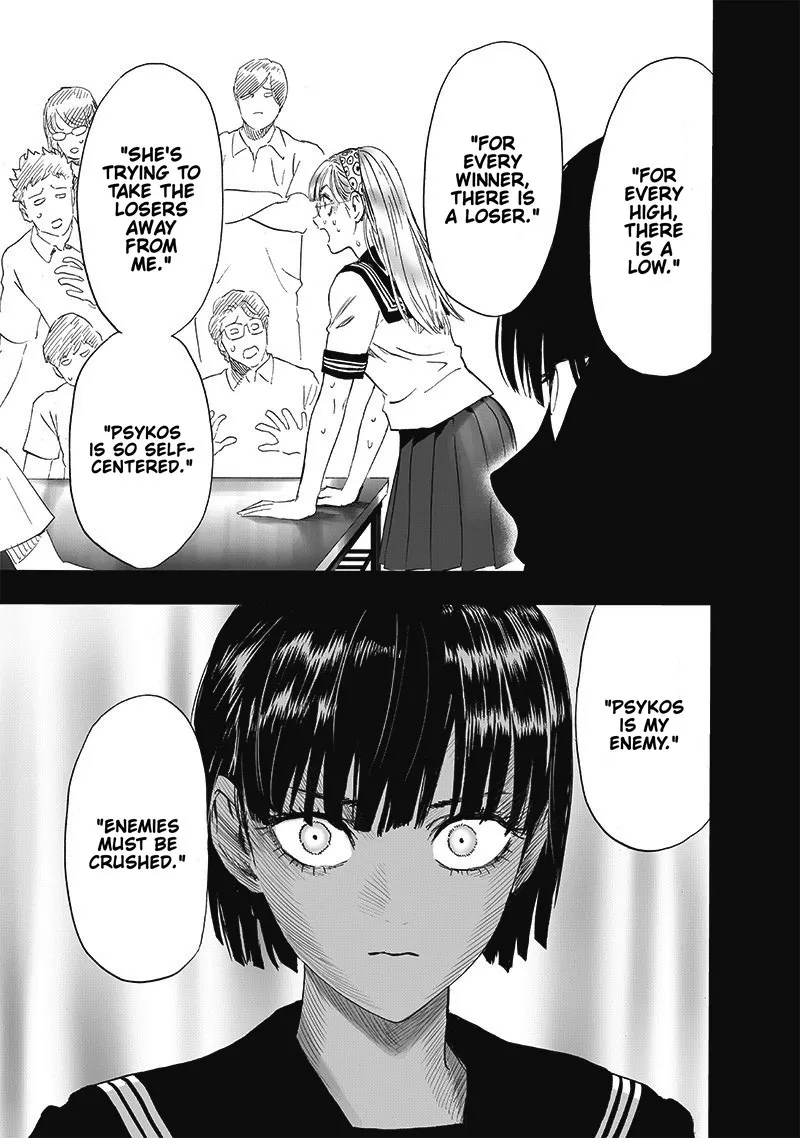 "FOR
EVERY
HIGH,
THERE
IS A
LOW."
"FOR
EVERY
WINNER,
THERE IS
A LOSER."
"SHE'S
TRYING TO
TAKE THE
LOSERS
AWAY
FROM
ME."
"PSYKOS
IS SO SELF-
CENTERED."
"PSYKOS
IS MY
ENEMY."
"ENEMIES
MUST BE
CRUSHED."